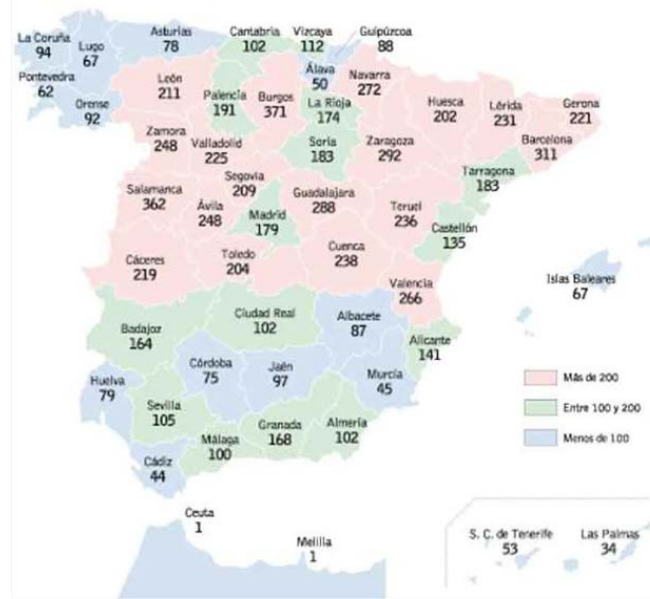 La Coruña
94
Lugo
67
Asturias
78
Cantabria
102
Vizcaya
112
Guipúzcoa
88
Pontevedra
62
Orense
92
León
211
Palencia
191
Burgos
371
Álava
50
Navarra
272
La Rioja
174
Huesca
202
Lérida
231
Gerona
221
Barcelona
311
Zamora
248
Valladolid
225
Soria
183
Zaragoza
292
Tarragona
183
Segovia
209
Salamanca
362
Ávila
248
Madrid
179
Guadalajara
288
Teruel
236
Castellón
135
Cáceres
219
Toledo
204
Cuenca
238
Valencia
266
Islas Baleares
67
Badajoz
164
Ciudad Real
102
Albacete
87
Alicante
141
Huelva
79
Córdoba
75
Jaén
97
Murcia
45
Sevilla
105
Málaga
100
Granada
168
Almería
102
Cádiz
44
Más de 200
Entre 100 y 200
Menos de 100
Ceuta
1
Melilla
1
S. C. de Tenerife
53
Las Palmas
34